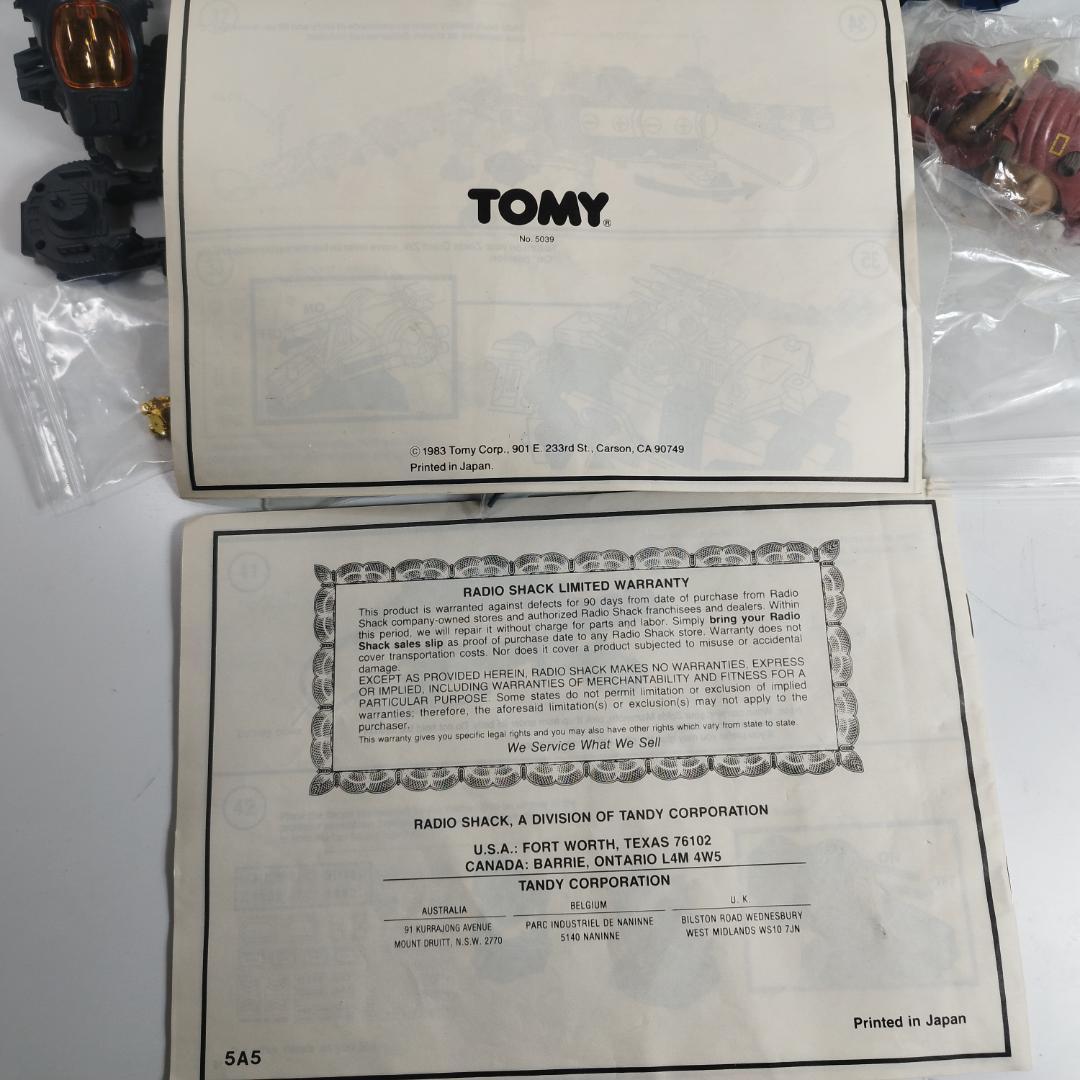 TOMY®
No. 5039
© 1983 Tomy Corp., 901 E. 233rd St., Carson, CA 90749
Printed in Japan.
RADIO SHACK LIMITED WARRANTY
This product is warranted against defects for 90 days from date of purchase from Radio
Shack company-owned stores and authorized Radio Shack franchisees and dealers. Within
this period, we will repair it without charge for parts and labor. Simply bring your Radio
Shack sales slip as proof of purchase date to any Radio Shack store. Warranty does not
cover transportation costs. Nor does it cover a product subjected to misuse or accidental
damage.
EXCEPT AS PROVIDED HEREIN, RADIO SHACK MAKES NO WARRANTIES, EXPRESS
OR IMPLIED, INCLUDING WARRANTIES OF MERCHANTABILITY AND FITNESS FOR A
PARTICULAR PURPOSE. Some states do not permit limitation or exclusion of implied
warranties; therefore, the aforesaid limitation(s) or exclusion(s) may not apply to the
purchaser.
This warranty gives you specific legal rights and you may also have other rights which vary from state to state.
We Service What We Sell
RADIO SHACK, A DIVISION OF TANDY CORPORATION
U.S.A.: FORT WORTH, TEXAS 76102
CANADA: BARRIE, ONTARIO L4M 4W5
TANDY CORPORATION
AUSTRALIA
91 KURRAJONG AVENUE
MOUNT DRUITT, N.S.W. 2770
BELGIUM
PARC INDUSTRIEL DE NANINNE
5140 NANINNE
U. K.
BILSTON ROAD WEDNESBURY
WEST MIDLANDS WS10 7JN
5A5
Printed in Japan